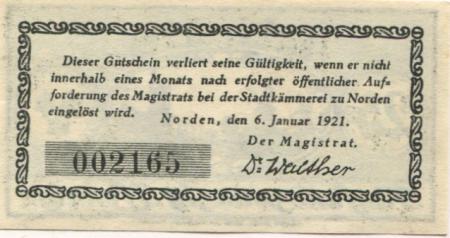 Dieser Gutschein verliert seine Gültigkeit, wenn er nicht
innerhalb eines Monats nach erfolgter öffentlicher Auf=
forderung des Magistrats bei der Stadtkämmerei zu Norden
eingelöst wird. Norden, den 6. Januar 1921.
Der Magistrat.
002165 Dr Walther